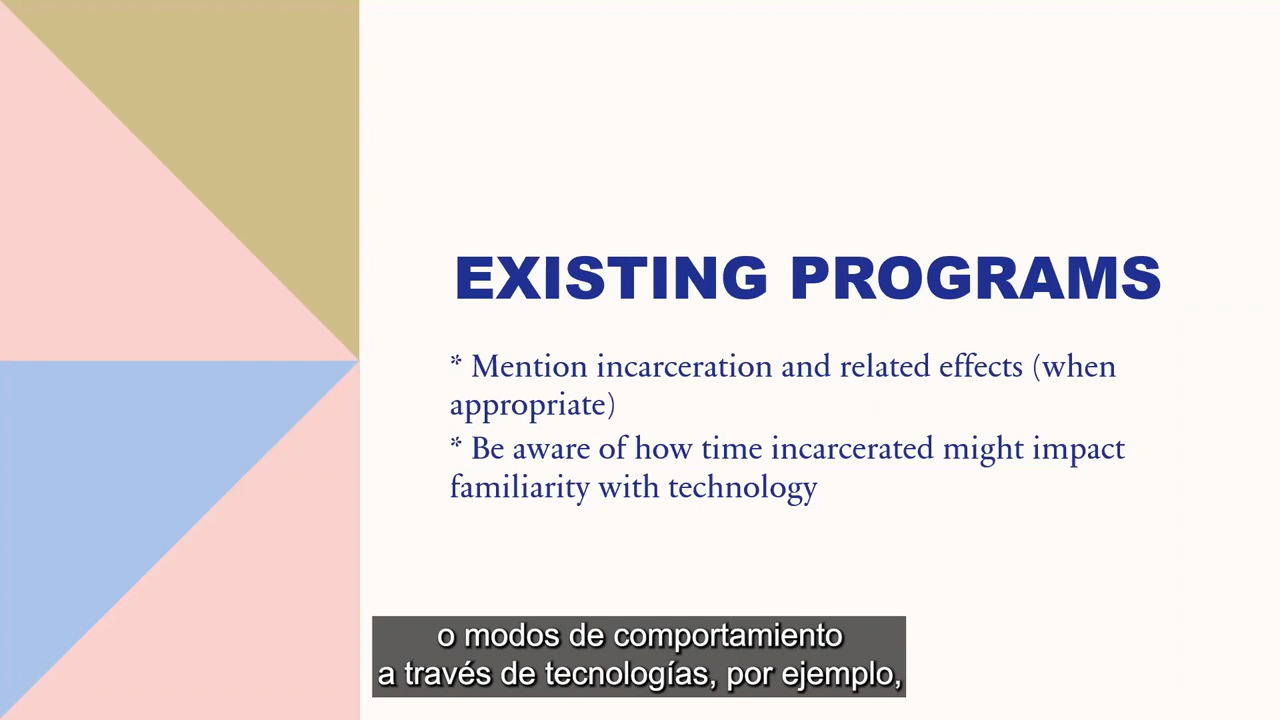 EXISTING PROGRAMS
* Mention incarceration and related effects (when
appropriate)
* Be aware of how time incarcerated might impact
familiarity with technology
o modos de comportamiento
a través de tecnologías, por ejemplo,